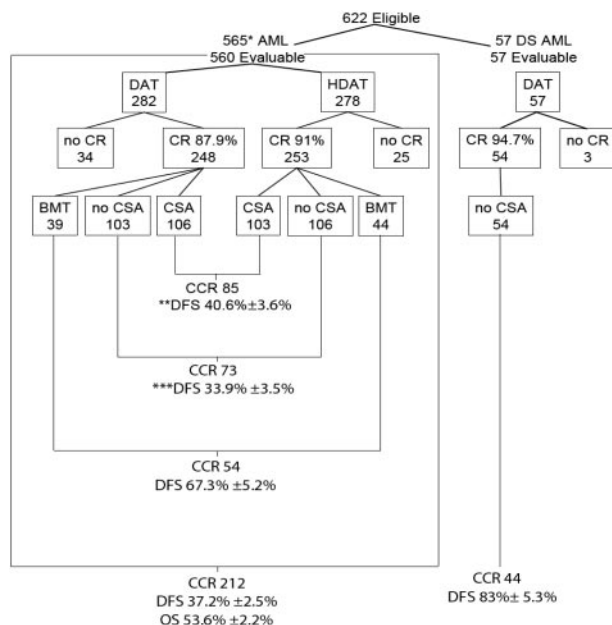 622 Eligible
565* AML
57 DS AML
560 Evaluable
57 Evaluable
DAT
282
HDAT
278
DAT
57
no CR
34
CR 87.9%
248
CR 91%
253
no CR
25
CR 94.7%
54
no CR
3
BMT
39
no CSA
103
CSA
106
CSA
103
no CSA
106
BMT
44
no CSA
54
CCR 85
**DFS 40.6%±3.6%
CCR 73
***DFS 33.9%±3.5%
CCR 54
DFS 67.3% ±5.2%
CCR 212
DFS 37.2% ±2.5%
OS 53.6% ±2.2%
CCR 44
DFS 83%± 5.3%